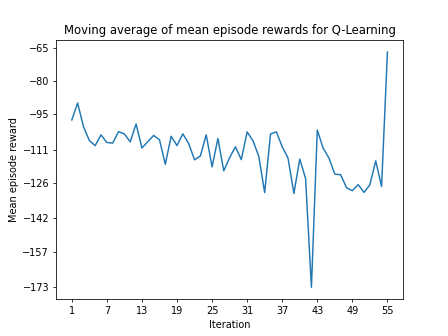 Moving average of mean episode rewards for Q-Learning
−65
−80
−95
−111
−126
−142
−157
−173
Mean episode reward
1 7 13 19 25 31 37 43 49 55
Iteration